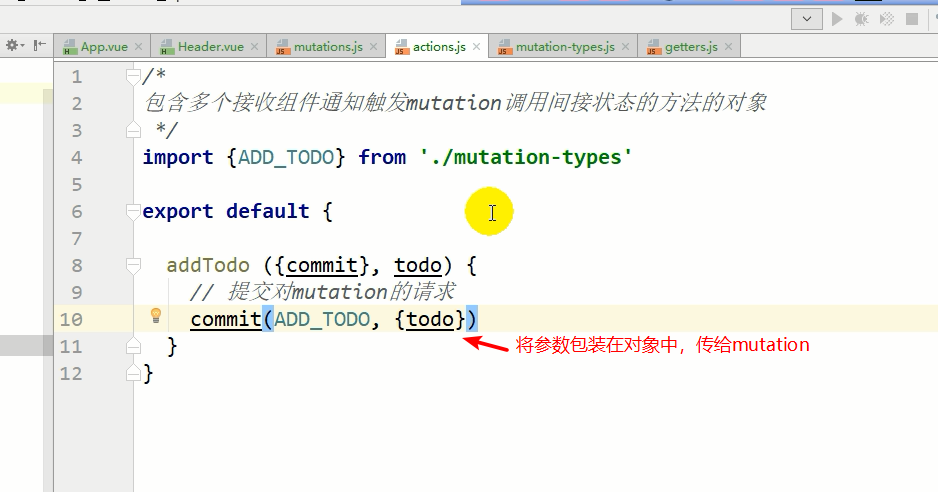 App.vue
Header.vue
mutations.js
actions.js
mutation-types.js
getters.js
1 /*
2 包含多个接收组件通知触发mutation调用间接状态的方法的对象
3 */
4 import {ADD_TODO} from './mutation-types'
5
6 export default {
7
8 addTodo ({commit}, todo) {
9 // 提交对mutation的请求
10 commit(ADD_TODO, {todo})
将参数包装在对象中，传给mutation
11 }
12 }